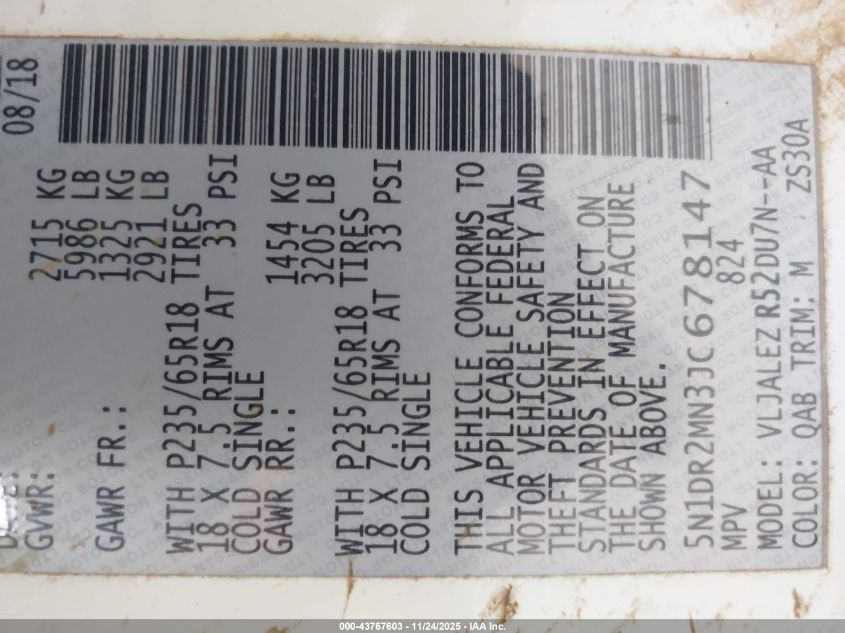 08/18
GVWR: 2715 KG
5986 LB
GAWR FR.: 1325 KG
2921 LB
WITH P235/65R18 TIRES
18 X 7.5 RIMS AT 33 PSI
COLD SINGLE
GAWR RR.: 1454 KG
3205 LB
WITH P235/65R18 TIRES
18 X 7.5 RIMS AT 33 PSI
COLD SINGLE
THIS VEHICLE CONFORMS TO
ALL APPLICABLE FEDERAL
MOTOR VEHICLE SAFETY AND
THEFT PREVENTION
STANDARDS IN EFFECT ON
THE DATE OF MANUFACTURE
SHOWN ABOVE.
5N1DR2MN3JC678147
MPV 824
MODEL: VLJALEZ R52DU7N--AA
COLOR: QAB TRIM: M ZS30A
000-43767603 - 11/24/2025 - IAA Inc.